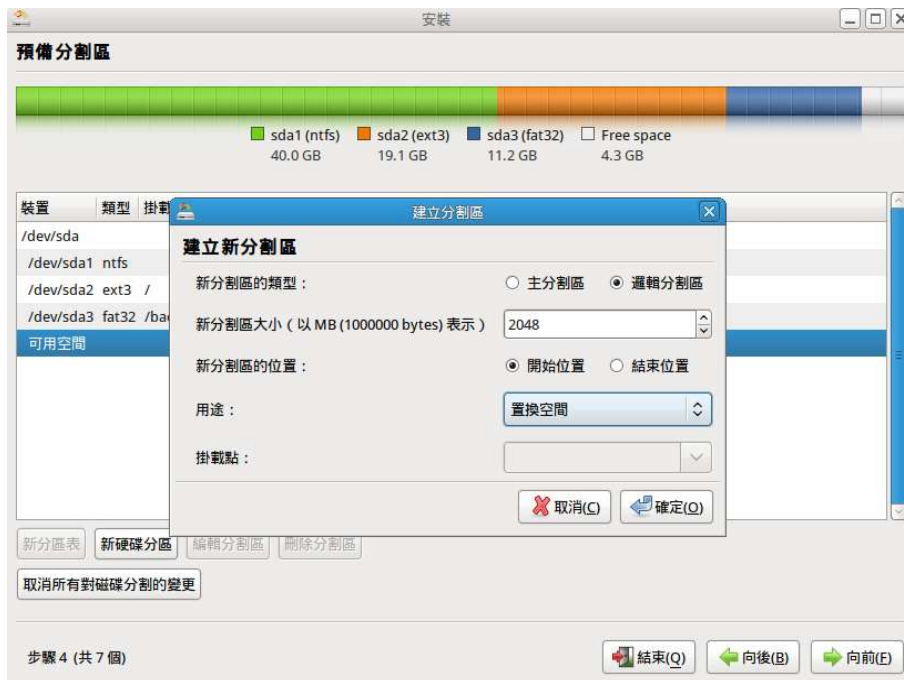 安裝
預備分割區
sda1 (ntfs) sda2 (ext3) sda3 (fat32) Free space
40.0 GB 19.1 GB 11.2 GB 4.3 GB
裝置 類型
/dev/sda
/dev/sda1 ntfs
/dev/sda2 ext3 /
/dev/sda3 fat32
可用空間
建立分割區
建立新分割區
新分割區的類型： 主分割區 邏輯分割區
新分割區大小（以 MB (1000000 bytes) 表示） 2048
新分割區的位置： 開始位置 結束位置
用途： 置換空間
掛載點：
取消(C) 確定(O)
新分區表 新硬碟分區 編輯分割區 刪除分割區
取消所有對磁碟分割的變更
步驟 4 (共 7 個) 結束(Q) 向後(B) 向前(F)